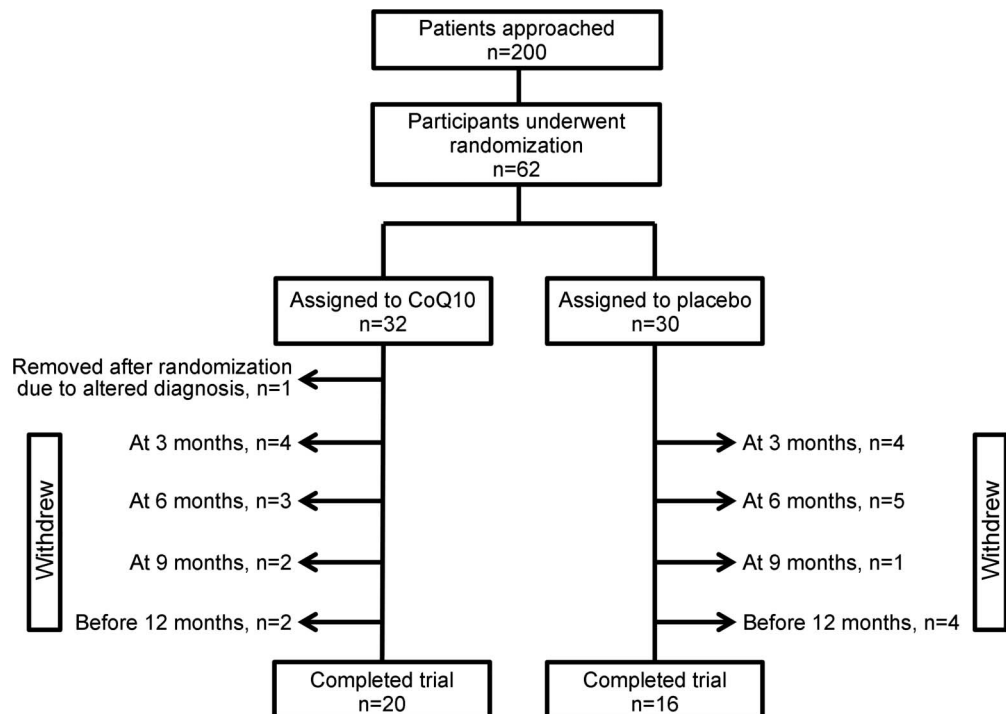 Patients approached
n=200
Participants underwent
randomization
n=62
Assigned to CoQ10
n=32
Assigned to placebo
n=30
Removed after randomization
due to altered diagnosis, n=1
Withdrew
At 3 months, n=4
At 6 months, n=3
At 9 months, n=2
Before 12 months, n=2
At 3 months, n=4
At 6 months, n=5
At 9 months, n=1
Before 12 months, n=4
Withdrew
Completed trial
n=20
Completed trial
n=16